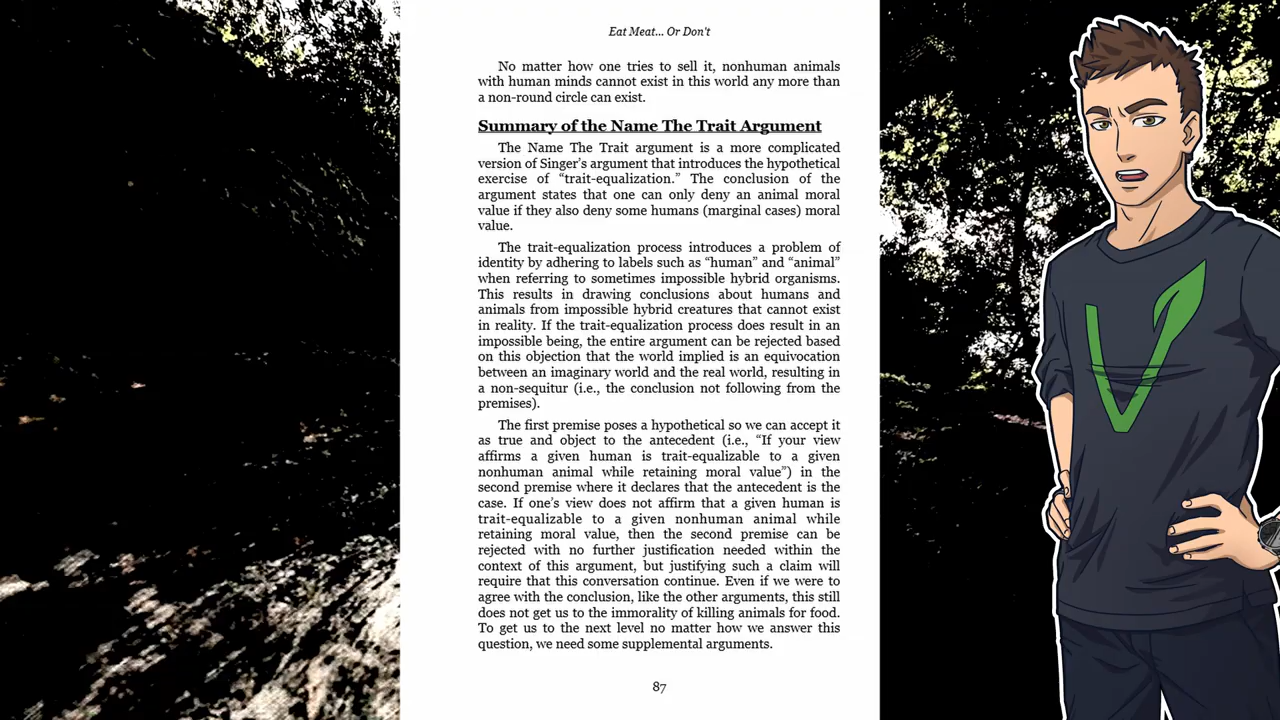 Eat Meat... Or Don't
No matter how one tries to sell it, nonhuman animals
with human minds cannot exist in this world any more than
a non-round circle can exist.
Summary of the Name The Trait Argument
The Name The Trait argument is a more complicated
version of Singer's argument that introduces the hypothetical
exercise of “trait-equalization.” The conclusion of the
argument states that one can only deny an animal moral
value if they also deny some humans (marginal cases) moral
value.
The trait-equalization process introduces a problem of
identity by adhering to labels such as “human” and “animal”
when referring to sometimes impossible hybrid organisms.
This results in drawing conclusions about humans and
animals from impossible hybrid creatures that cannot exist
in reality. If the trait-equalization process does result in an
impossible being, the entire argument can be rejected based
on this objection that the world implied is an equivocation
between an imaginary world and the real world, resulting in
a non-sequitur (i.e., the conclusion not following from the
premises).
The first premise poses a hypothetical so we can accept it
as true and object to the antecedent (i.e., “If your view
affirms a given human is trait-equalizable to a given
nonhuman animal while retaining moral value”) in the
second premise where it declares that the antecedent is the
case. If one's view does not affirm that a given human is
trait-equalizable to a given nonhuman animal while
retaining moral value, then the second premise can be
rejected with no further justification needed within the
context of this argument, but justifying such a claim will
require that this conversation continue. Even if we were to
agree with the conclusion, like the other arguments, this still
does not get us to the immorality of killing animals for food.
To get us to the next level no matter how we answer this
question, we need some supplemental arguments.
87